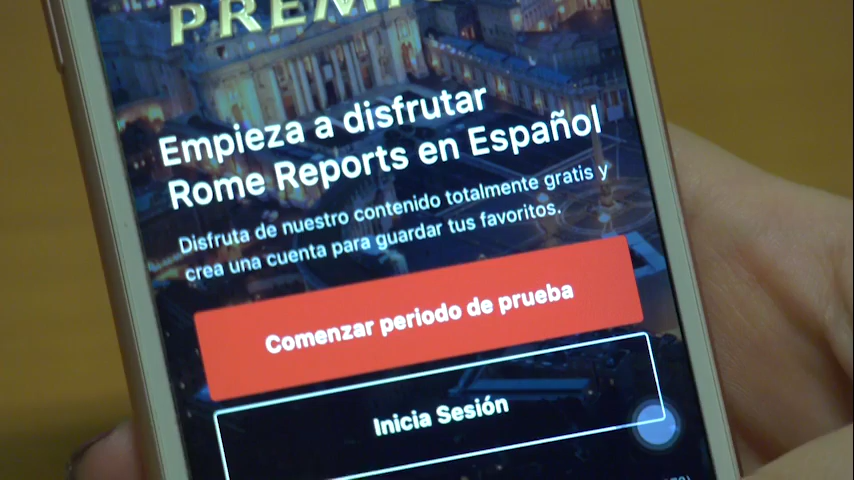 Empieza a disfrutar
Rome Reports en Español
Disfruta de nuestro contenido totalmente gratis y
crea una cuenta para guardar tus favoritos.
Comenzar periodo de prueba
Inicia Sesión